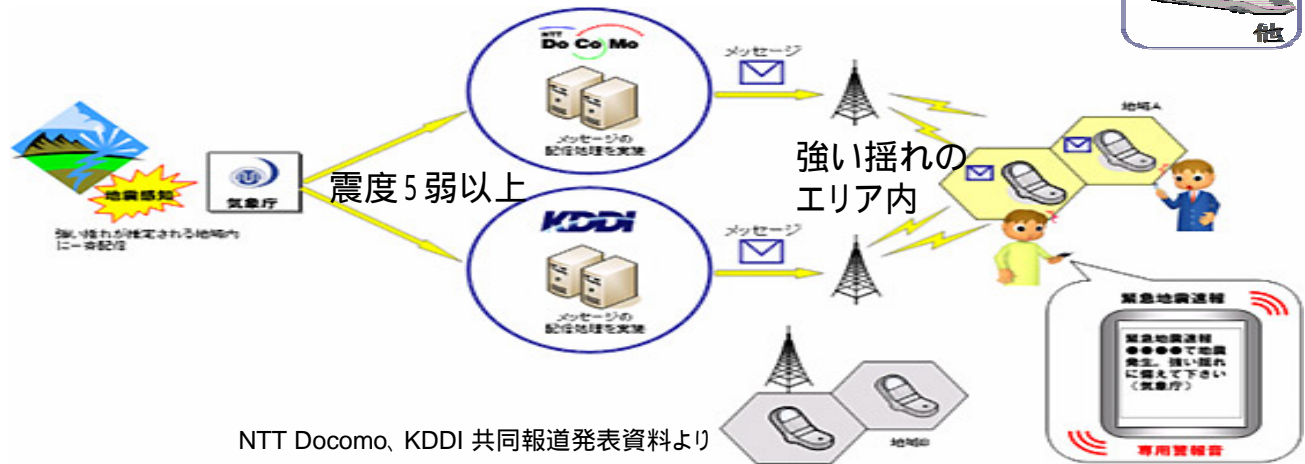 他
NTT
DoCoMo
メッセージの
配信処理を実施
メッセージ
地域A
地震感知
気象庁
強い揺れが推定される地域内
に一斉配信
震度5弱以上
強い揺れの
エリア内
KDDI
メッセージの
配信処理を実施
メッセージ
緊急地震速報
緊急地震速報
●●●●で地震
発生。強い揺れ
に備えて下さい
（気象庁）
専用警報音
地域B
NTT Docomo、KDDI 共同報道発表資料より